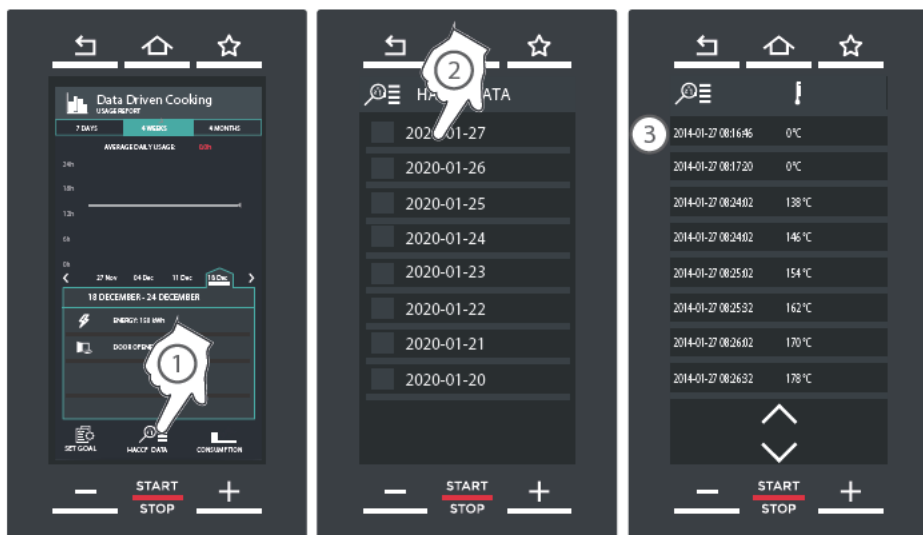 Data Driven Cooking
USAGE REPORT
7 DAYS 4 WEEKS 4 MONTHS
AVERAGE DAILY USAGE: 0.0h
24h
18h
12h
6h
0h
27 Nov 04 Dec 11 Dec 18 Dec
18 DECEMBER - 24 DECEMBER
ENERGY: 158 kWh
DOOR OPENE
1
SET GOAL HACCP DATA CONSUMPTION
START
STOP
2
DATA
2020-01-27
2020-01-26
2020-01-25
2020-01-24
2020-01-23
2020-01-22
2020-01-21
2020-01-20
START
STOP
3
2014-01-27 08:16:46 0°C
2014-01-27 08:17:20 0°C
2014-01-27 08:24:02 138 °C
2014-01-27 08:24:02 146 °C
2014-01-27 08:25:02 154 °C
2014-01-27 08:25:32 162 °C
2014-01-27 08:26:02 170 °C
2014-01-27 08:26:32 178 °C
START
STOP